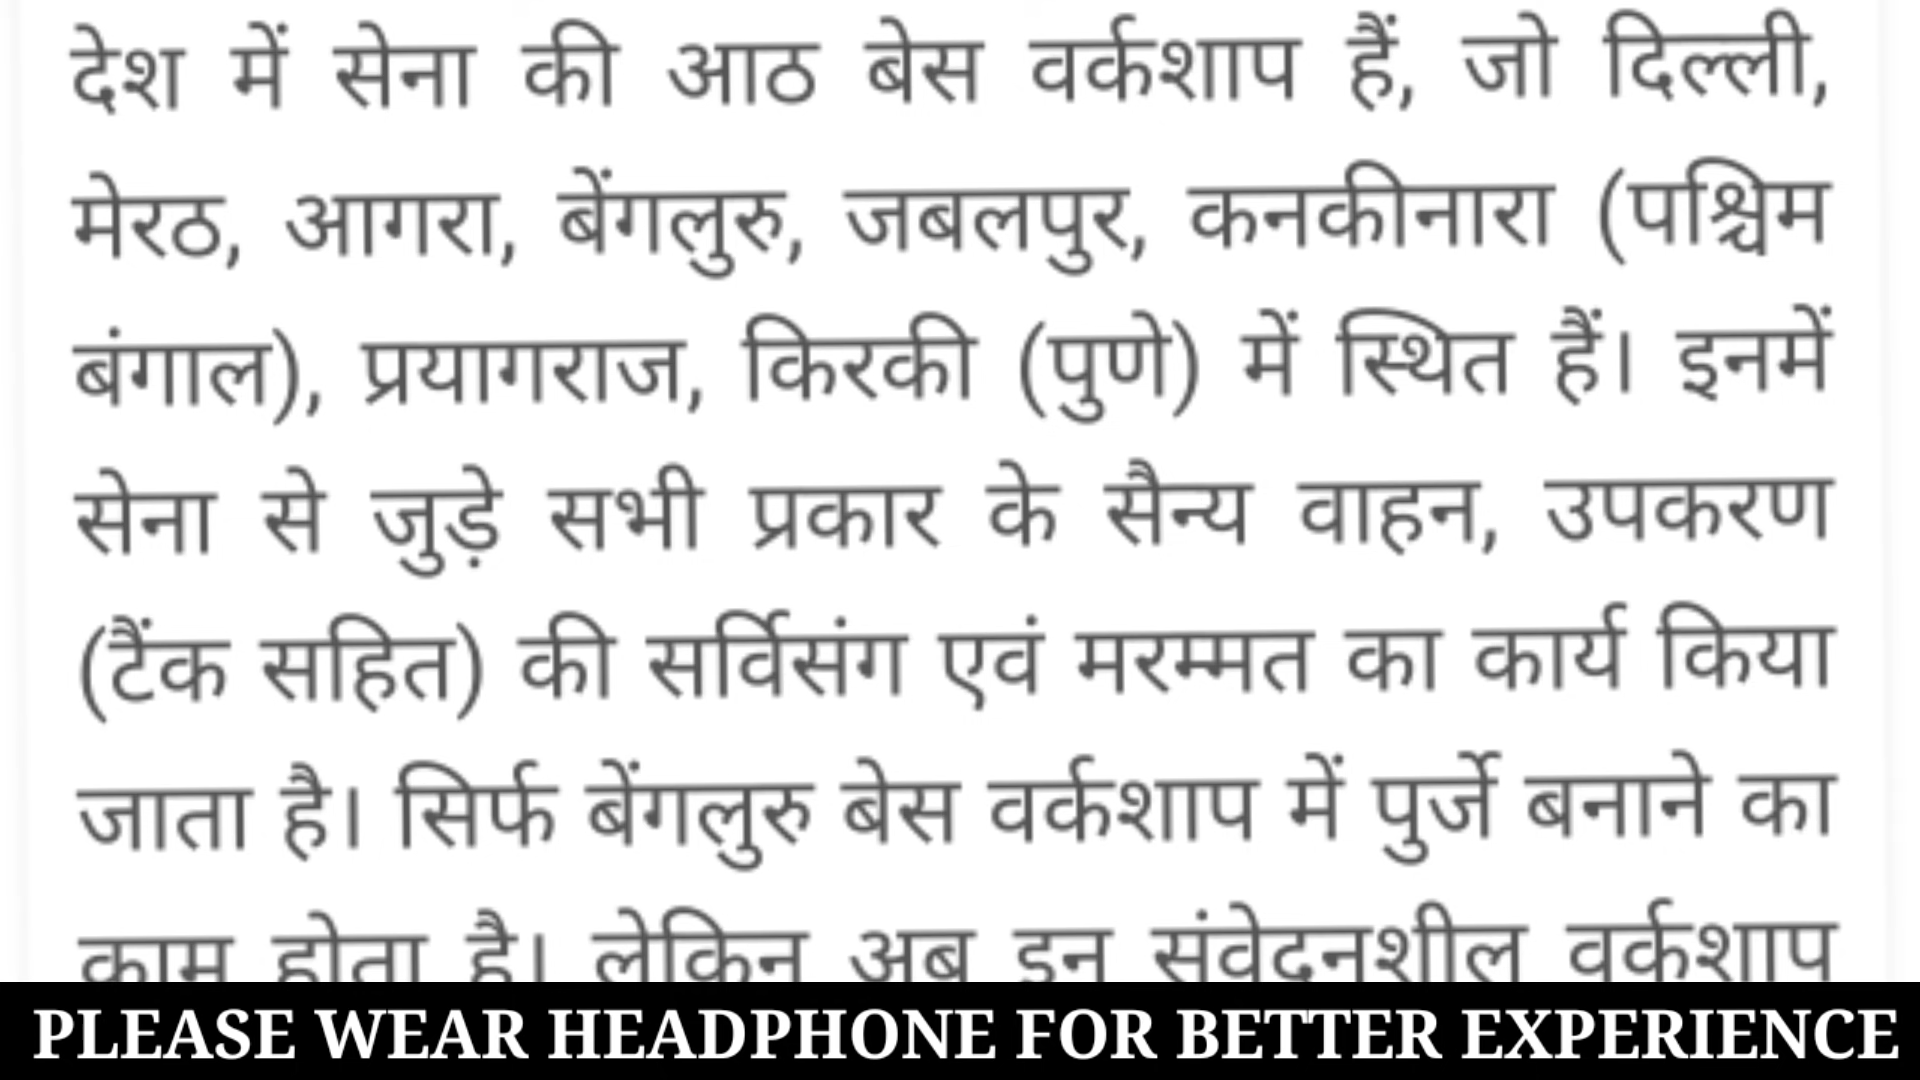 देश में सेना की आठ बेस वर्कशाप हैं, जो दिल्ली,
मेरठ, आगरा, बेंगलुरु, जबलपुर, कनकीनारा (पश्चिम
बंगाल), प्रयागराज, किरकी (पुणे) में स्थित हैं। इनमें
सेना से जुड़े सभी प्रकार के सैन्य वाहन, उपकरण
(टैंक सहित) की सर्विसंग एवं मरम्मत का कार्य किया
जाता है। सिर्फ बेंगलुरु बेस वर्कशाप में पुर्जे बनाने का
काम होता है। लेकिन अब इन संवेदनशील वर्कशाप
PLEASE WEAR HEADPHONE FOR BETTER EXPERIENCE